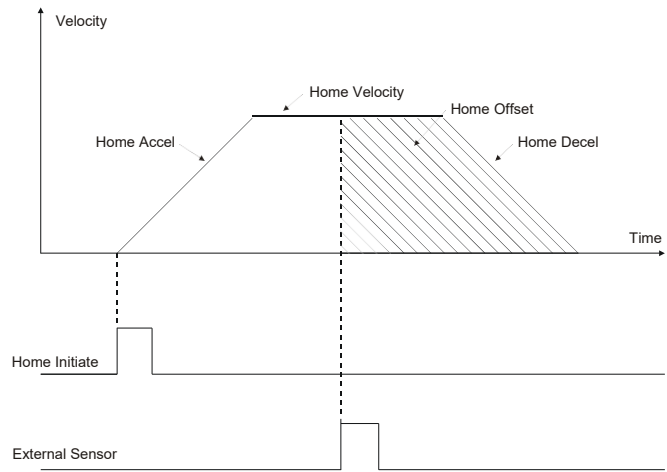 Velocity
Home Velocity
Home Offset
Home Accel
Home Decel
Time
Home Initiate
External Sensor